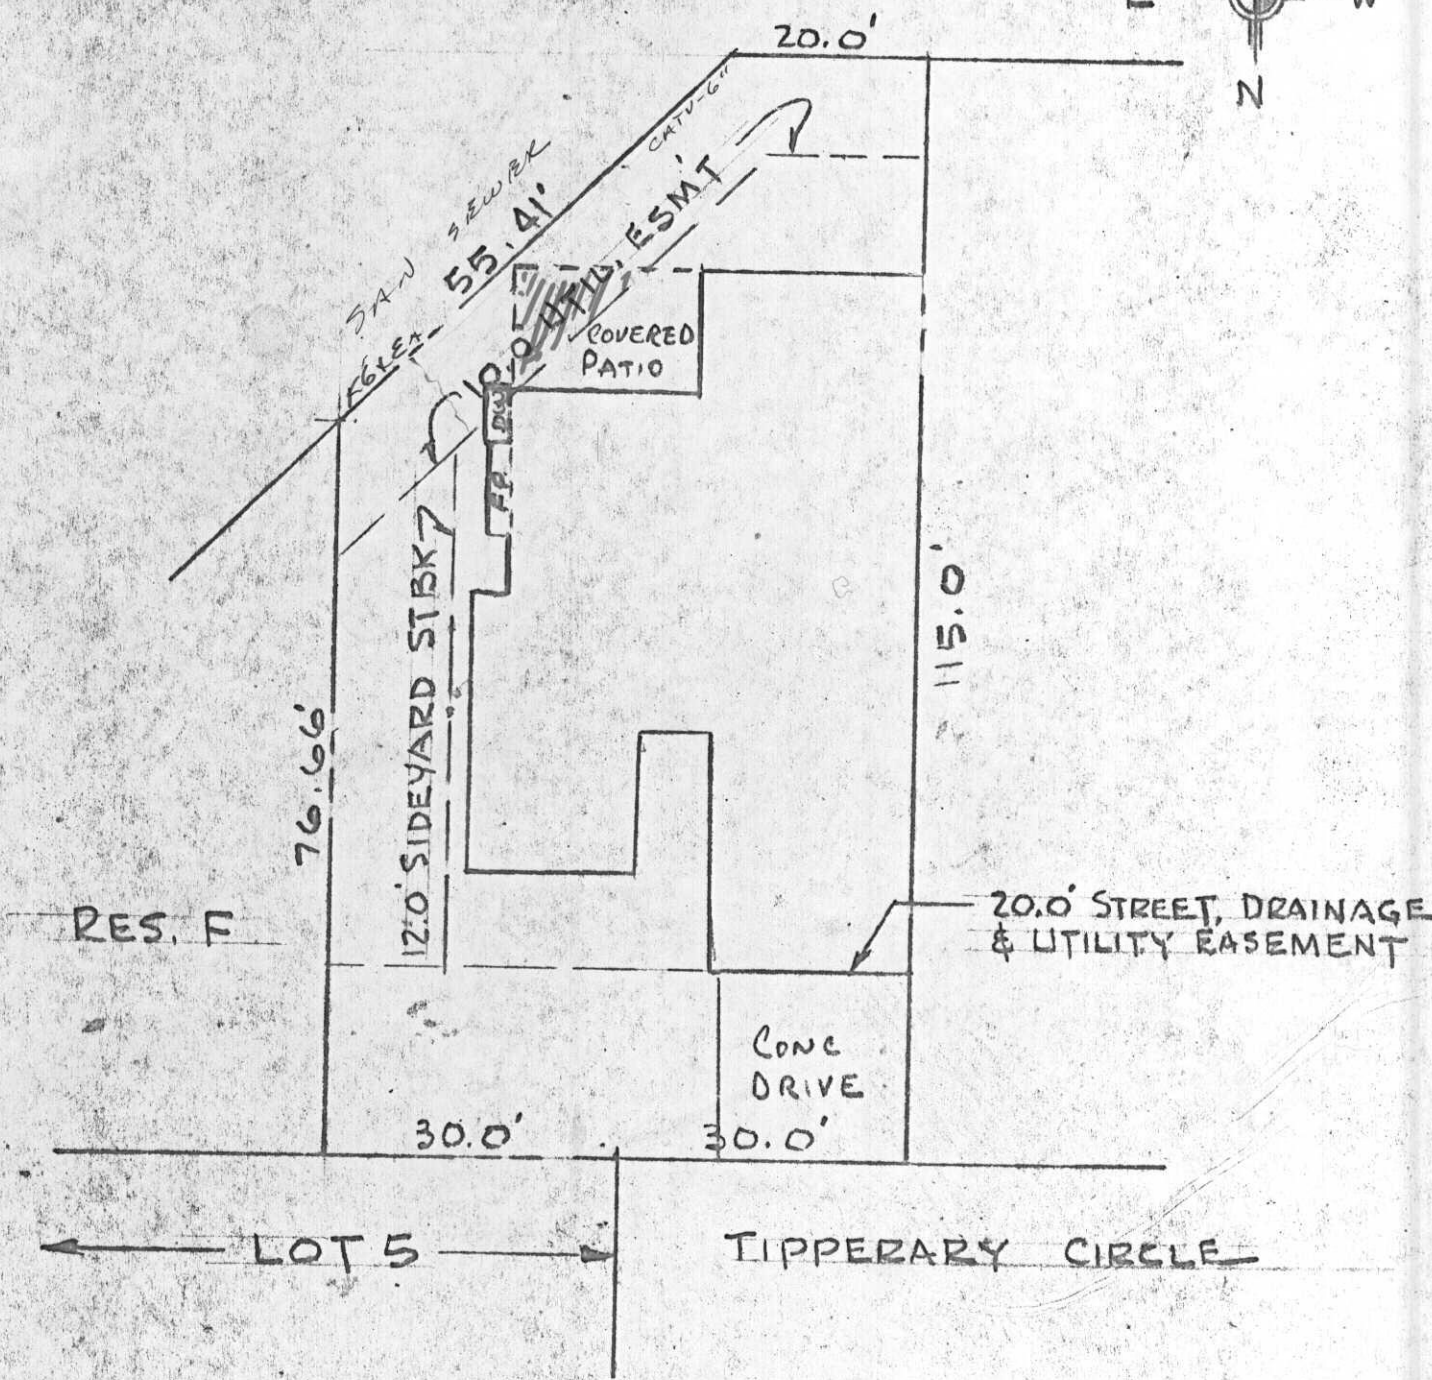 W
N
20.0'
CATV-6"
SAN SEWER
55.41'
10.0' UTIL. ESM'T
COVERED
PATIO
DW
F.P.
12.0' SIDEYARD STBK
76.66'
115.0'
RES. F
20.0' STREET, DRAINAGE
& UTILITY EASEMENT
CONC
DRIVE
30.0'
30.0'
LOT 5
TIPPERARY CIRCLE